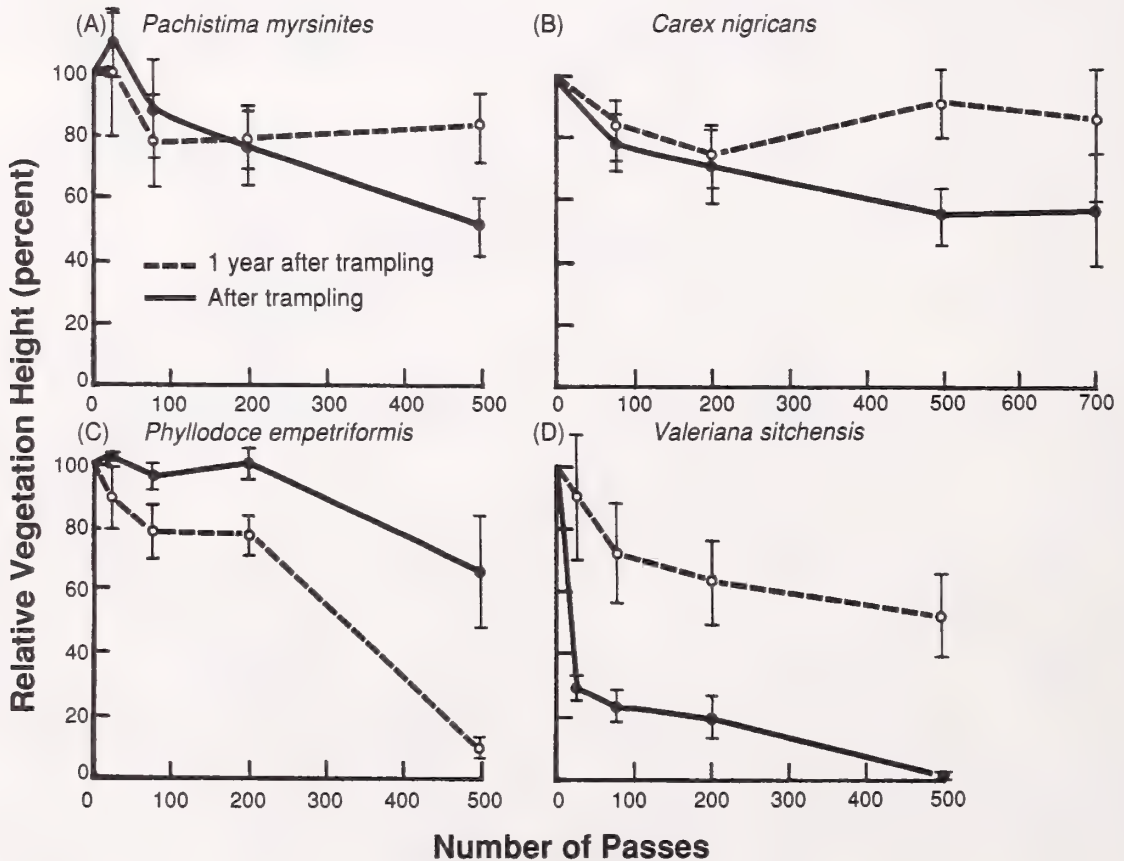 (A) Pachistima myrsinites
(B) Carex nigricans
Relative Vegetation Height (percent)
100
80
60
40
20
0
1 year after trampling
After trampling
0 100 200 300 400 500
0 100 200 300 400 500 600 700
(C) Phyllodoce empetriformis
(D) Valeriana sitchensis
100
80
60
40
20
0
0 100 200 300 400 500
0 100 200 300 400 500
Number of Passes